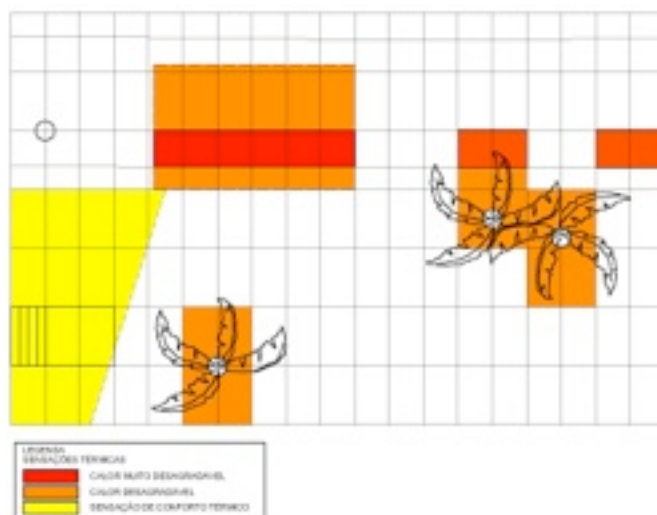 LEGENDA
SENSAÇÕES TÉRMICAS
CALOR MUITO DESAGRADÁVEL
CALOR DESAGRADÁVEL
SENSAÇÃO DE CONFORTO TÉRMICO